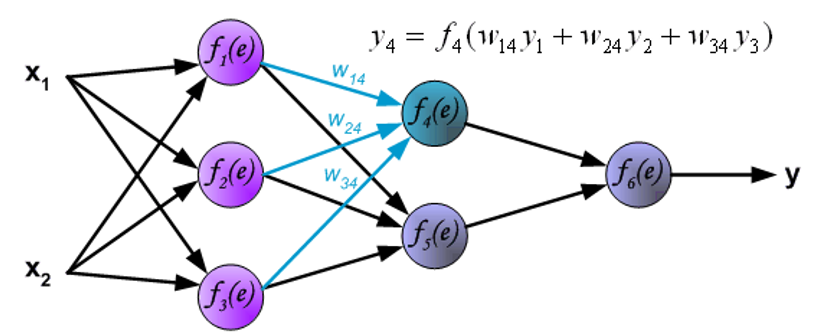 y₄ = f₄(w₁₄y₁ + w₂₄y₂ + w₃₄y₃)
f₁(e)
x₁
w₁₄
f₄(e)
w₂₄
f₂(e)
w₃₄
f₆(e)
y
f₅(e)
x₂
f₃(e)